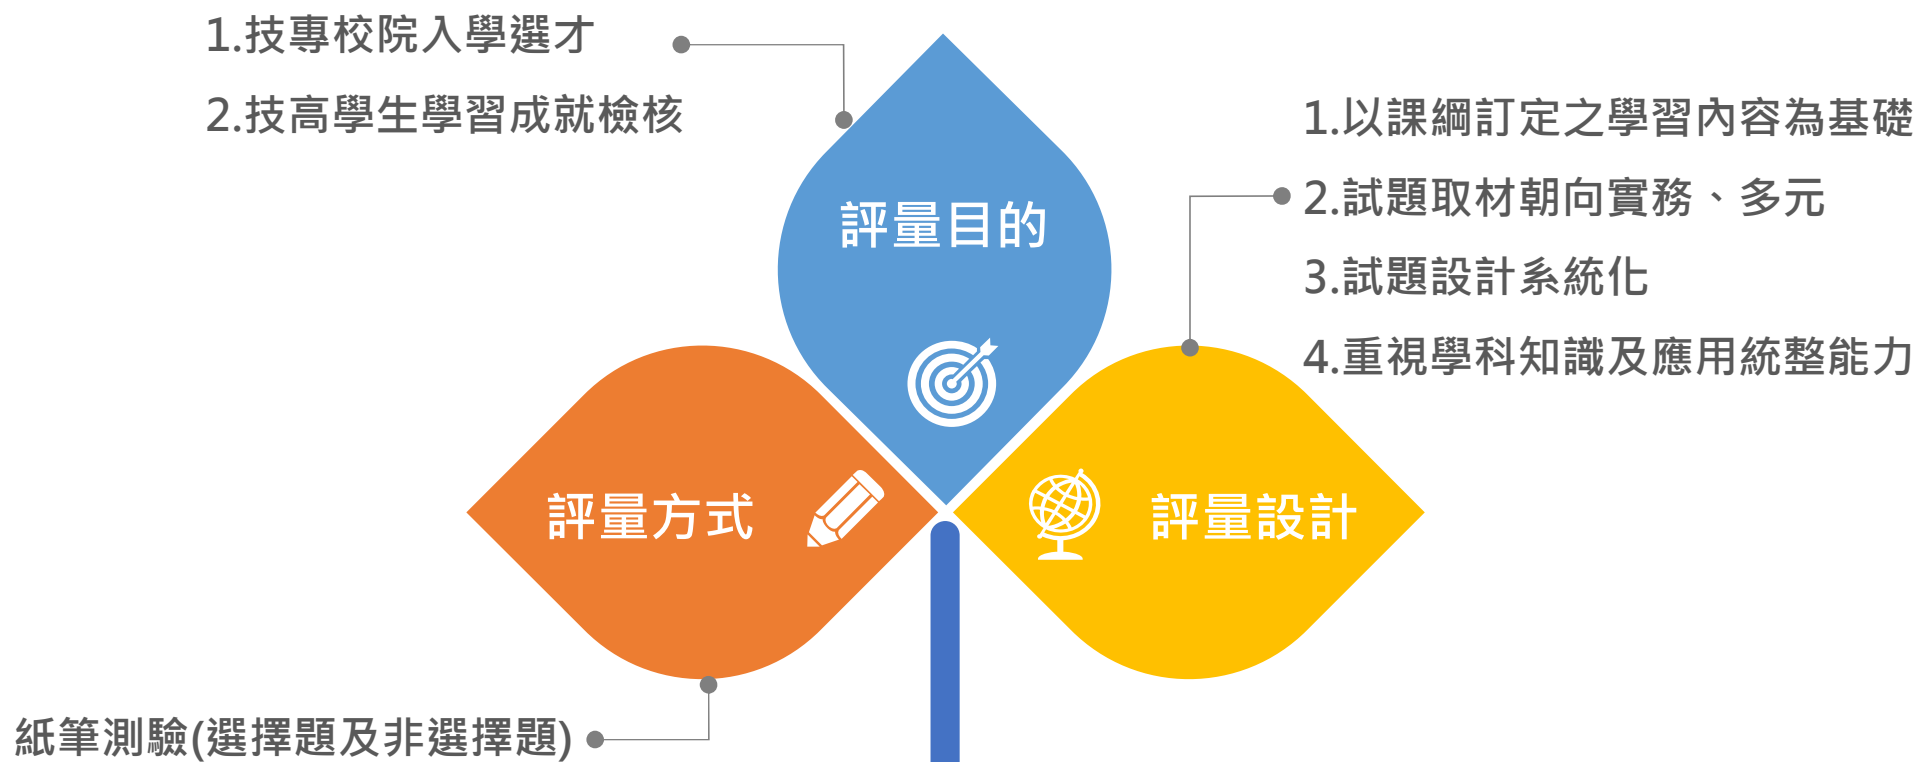 1.技專校院入學選才
2.技高學生學習成就檢核
評量目的
1.以課綱訂定之學習內容為基礎
2.試題取材朝向實務、多元
3.試題設計系統化
4.重視學科知識及應用統整能力
評量方式
評量設計
紙筆測驗(選擇題及非選擇題)